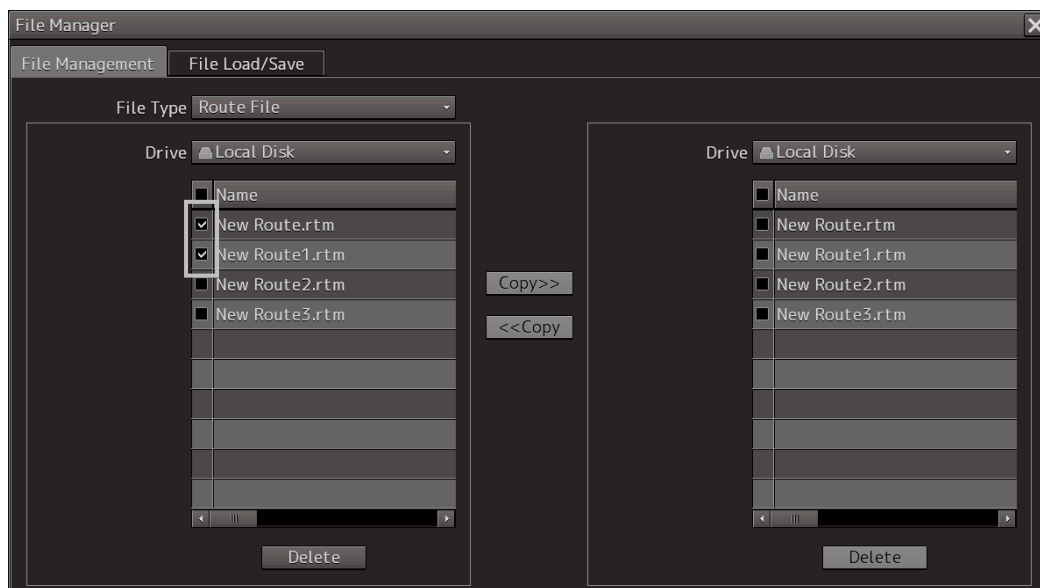 File Manager
File Management File Load/Save
File Type Route File
Drive Local Disk
Name
New Route.rtm
New Route1.rtm
New Route2.rtm
New Route3.rtm
Delete
Copy>>
<<Copy
Drive Local Disk
Name
New Route.rtm
New Route1.rtm
New Route2.rtm
New Route3.rtm
Delete